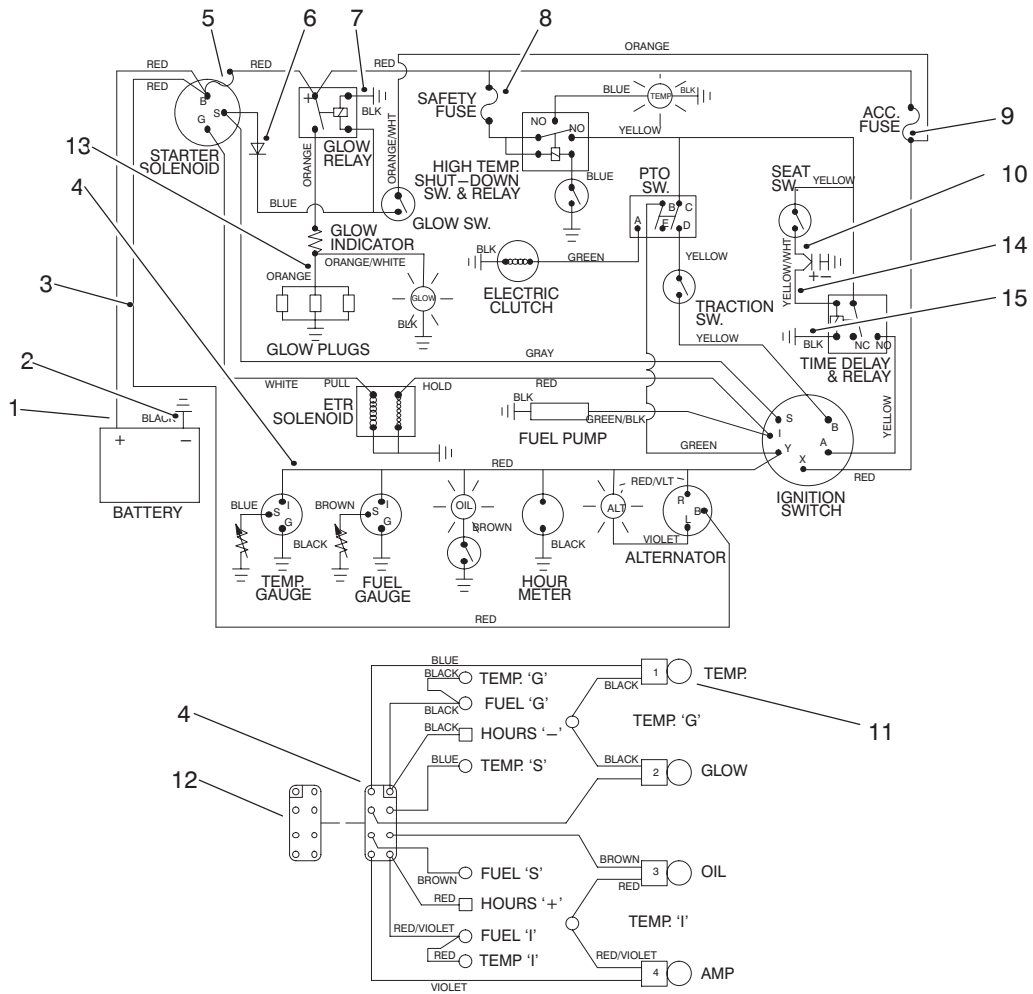 5
6
7
8
ORANGE
RED
RED
RED
RED
BLUE
TEMP
BLK
B
S
G
+
BLK
SAFETY
FUSE
NO
NO
YELLOW
ACC.
FUSE
9
STARTER
SOLENOID
GLOW
RELAY
ORANGE
ORANGE/WHT
HIGH TEMP.
SHUT-DOWN
SW. & RELAY
BLUE
PTO
SW.
SEAT
SW.
YELLOW
10
13
4
BLUE
GLOW SW.
A
B
C
E
D
GLOW
INDICATOR
ORANGE/WHITE
BLK
GREEN
YELLOW
YELLOW/WHT
+ −
14
3
ORANGE
GLOW
ELECTRIC
CLUTCH
TRACTION
SW.
15
BLK
GLOW PLUGS
YELLOW
BLK
NC
NO
TIME DELAY
& RELAY
GRAY
2
WHITE
PULL
HOLD
RED
1
BLACK
ETR
SOLENOID
BLK
FUEL PUMP
GREEN/BLK
S
I
Y
X
B
A
YELLOW
+
−
GREEN
RED
RED
IGNITION
SWITCH
BATTERY
BLUE
S
I
G
BROWN
S
I
G
OIL
BROWN
RED/VLT
ALT
R
B
L
BLACK
BLACK
VIOLET
TEMP.
GAUGE
FUEL
GAUGE
HOUR
METER
ALTERNATOR
RED
BLUE
BLACK
TEMP. ‘G’
1
TEMP.
BLACK
FUEL ‘G’
BLACK
4
BLACK
HOURS ‘−’
TEMP. ‘G’
11
12
BLUE
TEMP. ‘S’
BLACK
2
GLOW
BROWN
FUEL ‘S’
BROWN
3
OIL
RED
RED
HOURS ‘+’
TEMP. ‘I’
RED/VIOLET
FUEL ‘I’
RED
TEMP ‘I’
RED/VIOLET
4
AMP
VIOLET